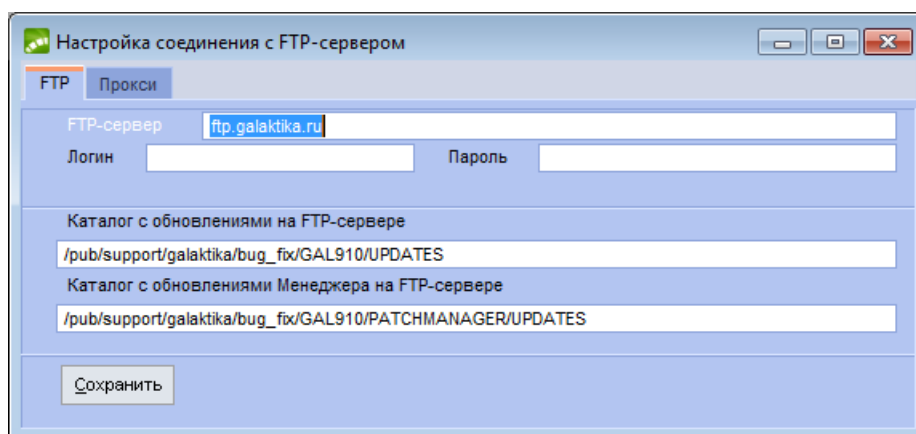 Настройка соединения с FTP-сервером
FTP Прокси
FTP-сервер ftp.galaktika.ru
Логин Пароль
Каталог с обновлениями на FTP-сервере
/pub/support/galaktika/bug_fix/GAL910/UPDATES
Каталог с обновлениями Менеджера на FTP-сервере
/pub/support/galaktika/bug_fix/GAL910/PATCHMANAGER/UPDATES
Сохранить